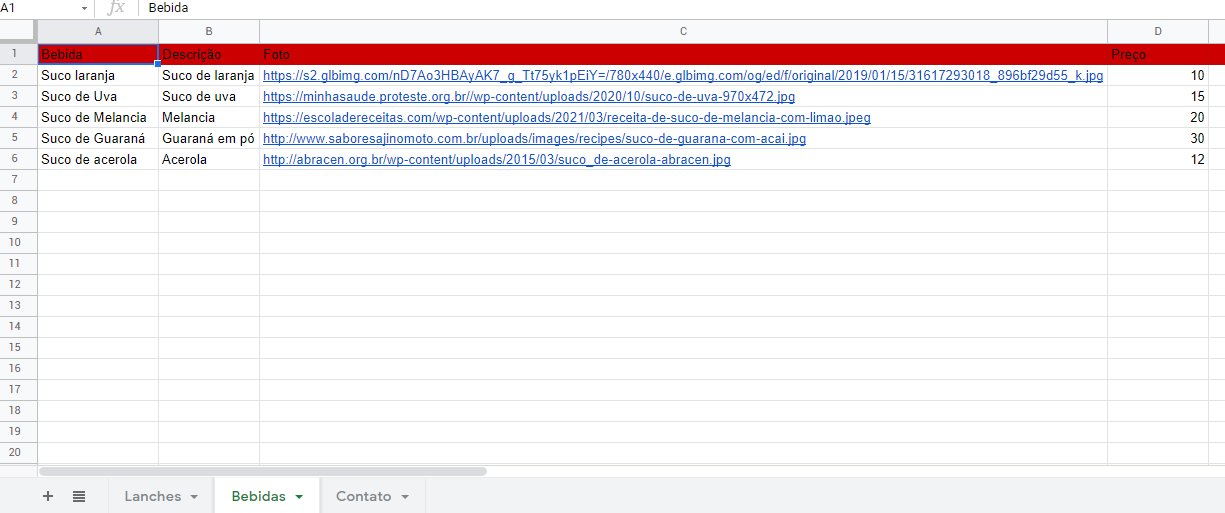 A1 fx Bebida
A B C D
1 Bebida Descrição Foto Preço
2 Suco laranja Suco de laranja https://s2.glbimg.com/nD7Ao3HBAyAK7_g_Tt75yk1pEiY=/780x440/e.glbimg.com/og/ed/f/original/2019/01/15/31617293018_896bf29d55_k.jpg 10
3 Suco de Uva Suco de uva https://minhasaude.proteste.org.br//wp-content/uploads/2020/10/suco-de-uva-970x472.jpg 15
4 Suco de Melancia Melancia https://escoladereceitas.com/wp-content/uploads/2021/03/receita-de-suco-de-melancia-com-limao.jpeg 20
5 Suco de Guaraná Guaraná em pó http://www.saboresajinomoto.com.br/uploads/images/recipes/suco-de-guarana-com-acai.jpg 30
6 Suco de acerola Acerola http://abracen.org.br/wp-content/uploads/2015/03/suco_de-acerola-abracen.jpg 12
7
8
9
10
11
12
13
14
15
16
17
18
19
20
Lanches Bebidas Contato